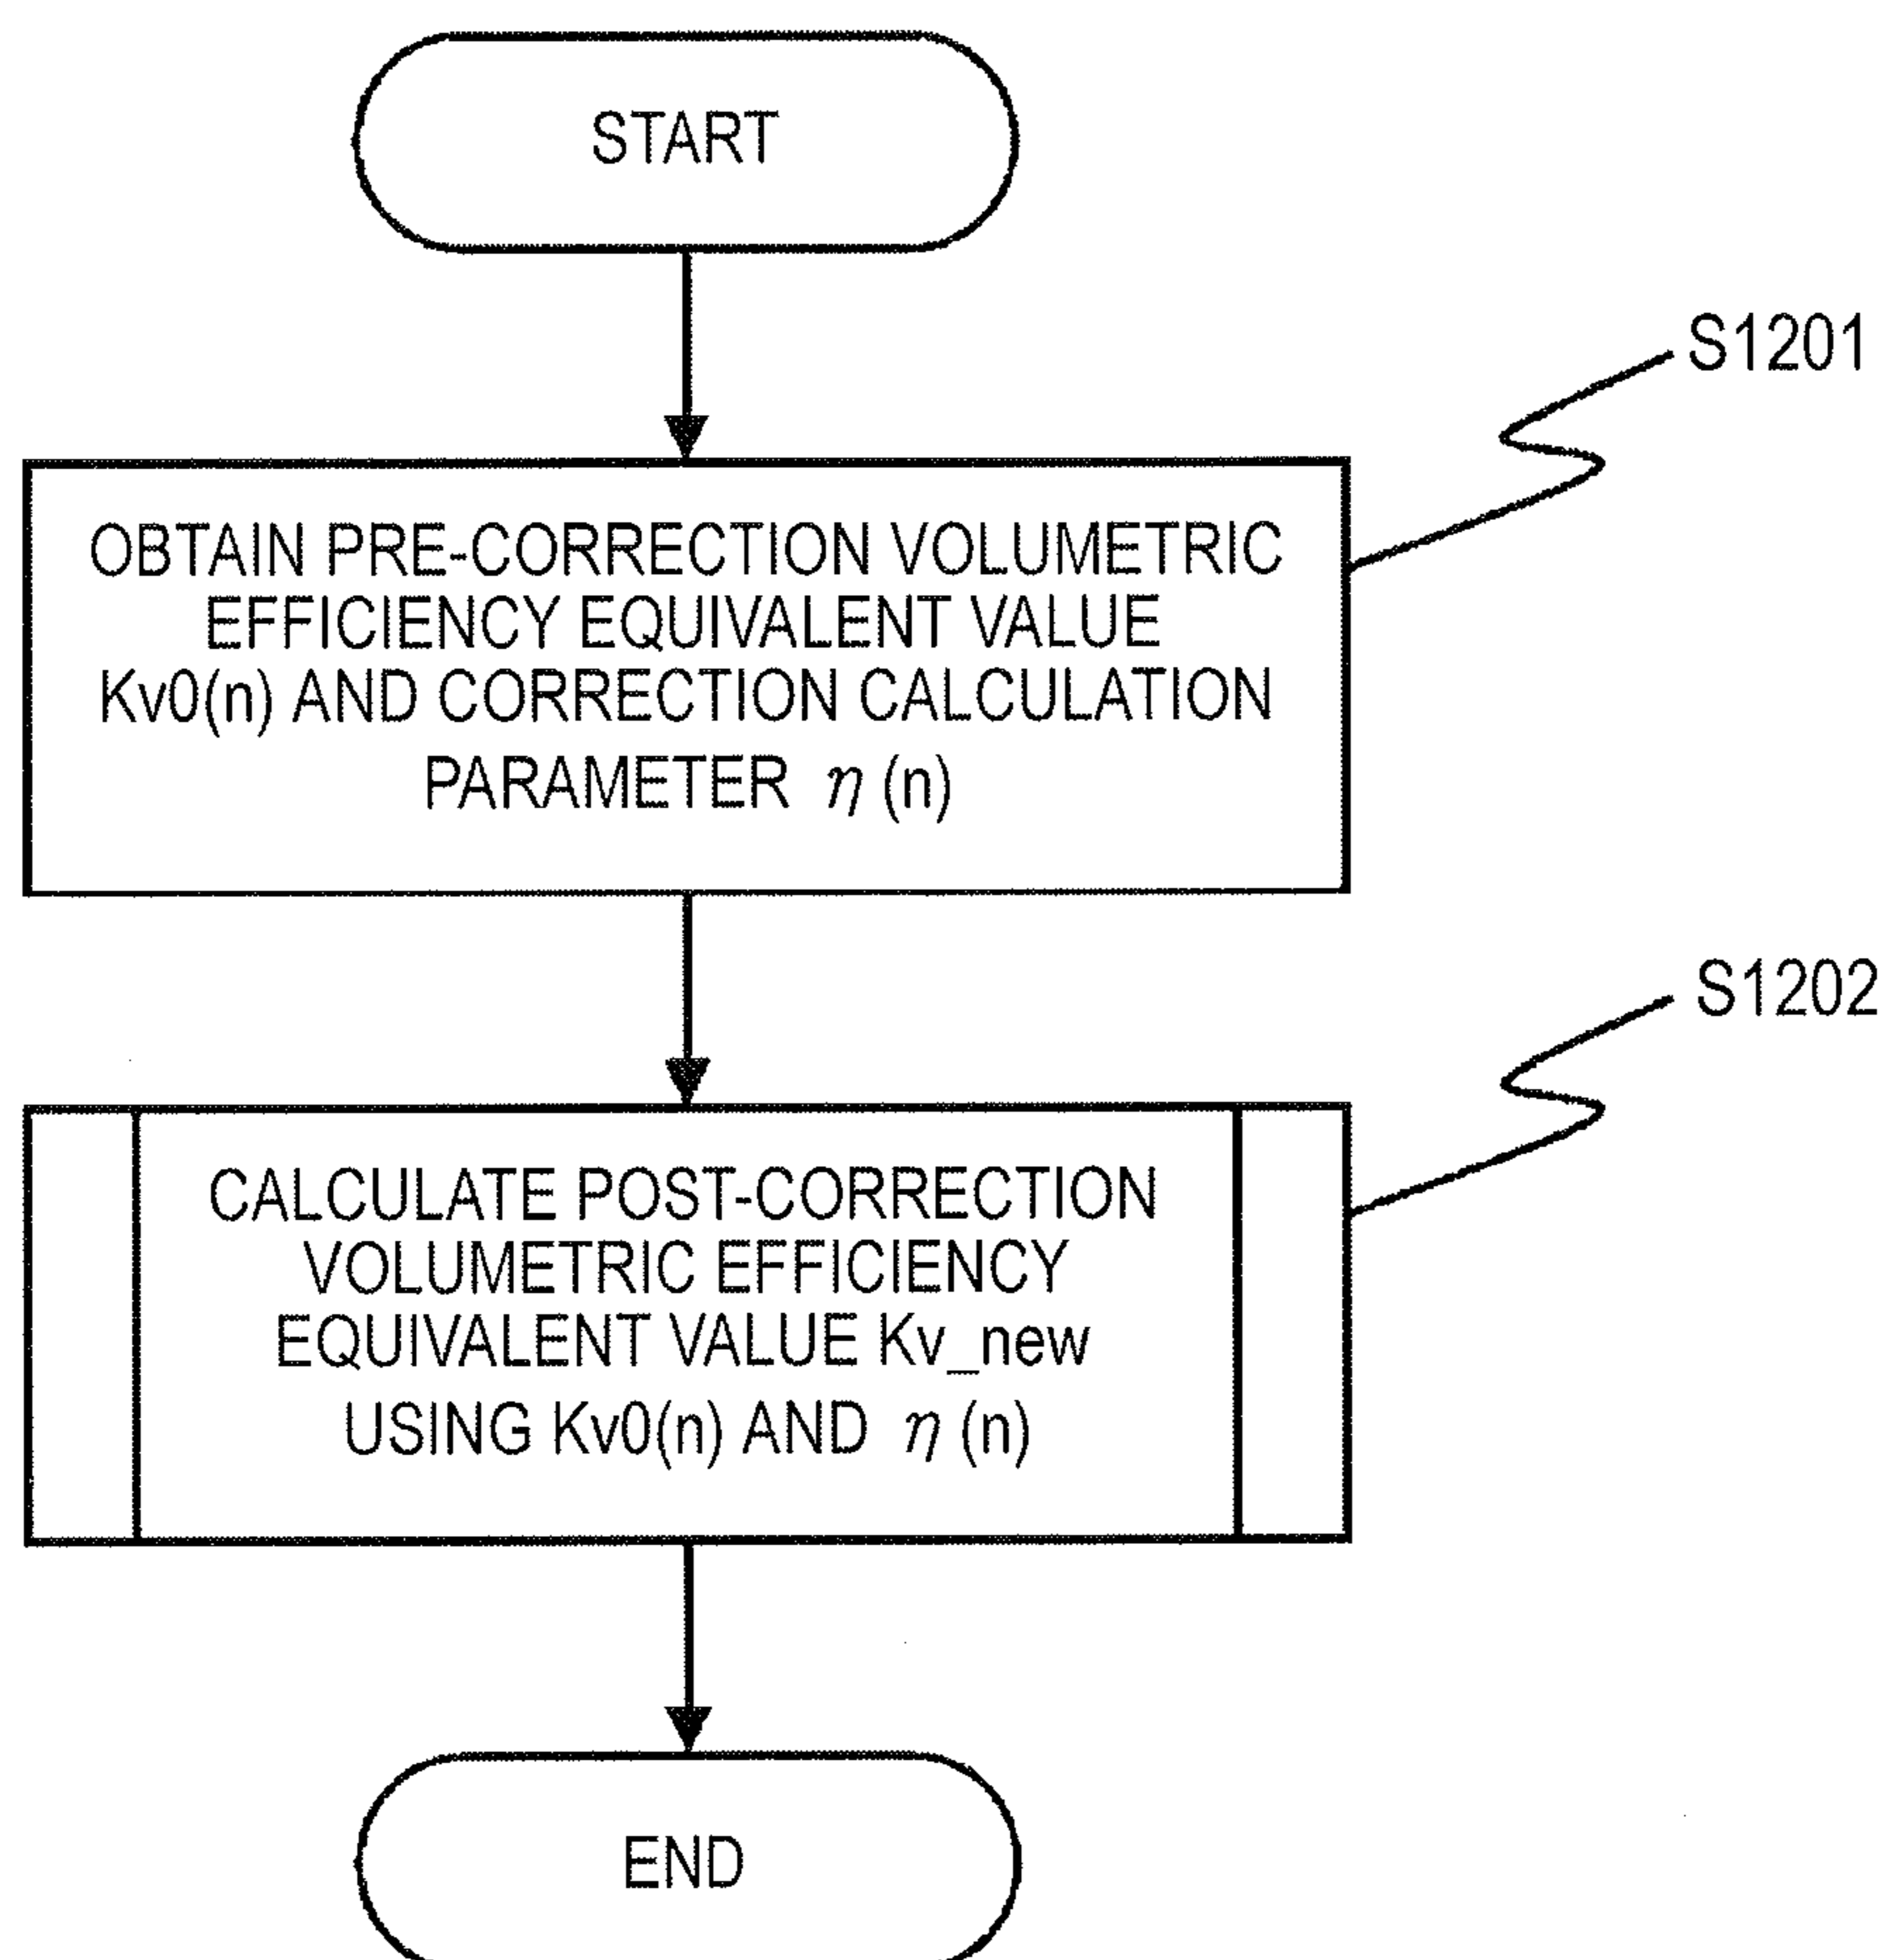 START
S1201
OBTAIN PRE-CORRECTION VOLUMETRIC
EFFICIENCY EQUIVALENT VALUE
Kv0(n) AND CORRECTION CALCULATION
PARAMETER η (n)
S1202
CALCULATE POST-CORRECTION
VOLUMETRIC EFFICIENCY
EQUIVALENT VALUE Kv_new
USING Kv0(n) AND η (n)
END